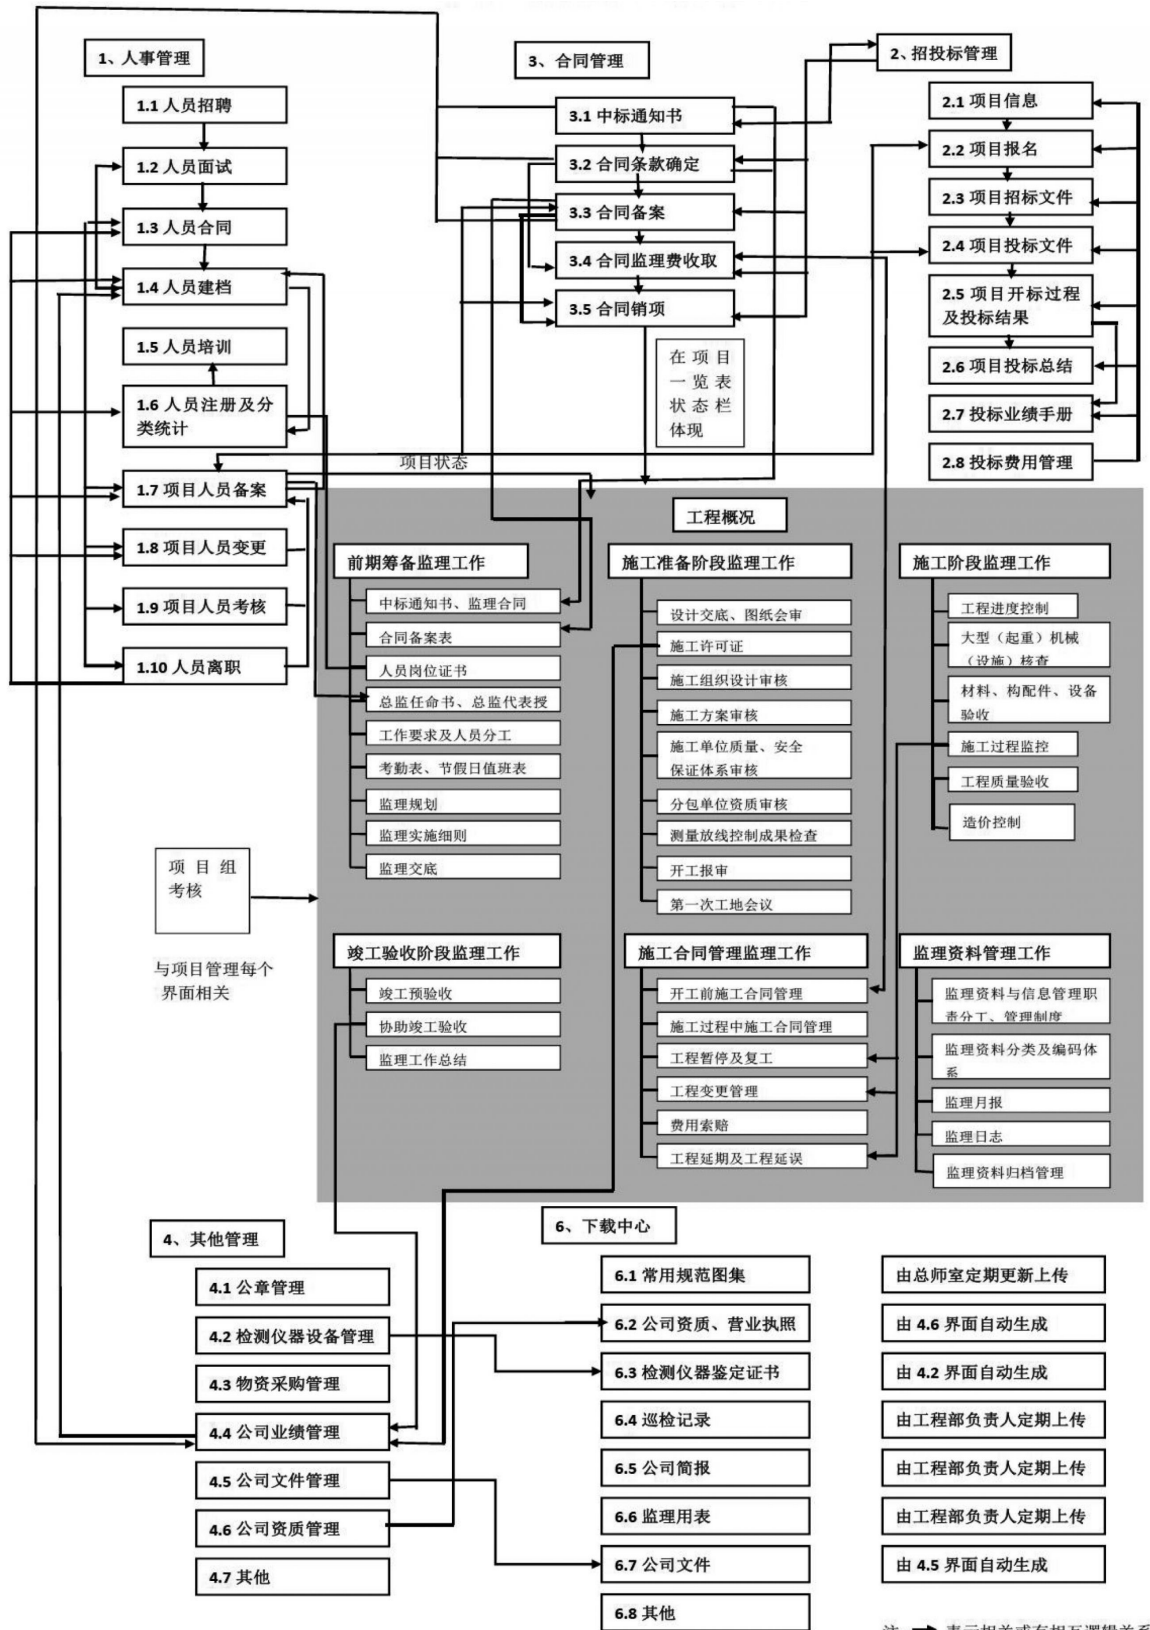 1、人事管理
1.1 人员招聘
1.2 人员面试
1.3 人员合同
1.4 人员建档
1.5 人员培训
1.6 人员注册及分
类统计
1.7 项目人员备案
1.8 项目人员变更
1.9 项目人员考核
1.10 人员离职
3、合同管理
3.1 中标通知书
3.2 合同条款确定
3.3 合同备案
3.4 合同监理费收取
3.5 合同销项
在项目
一览表
状态栏
体现
2、招投标管理
2.1 项目信息
2.2 项目报名
2.3 项目招标文件
2.4 项目投标文件
2.5 项目开标过程
及投标结果
2.6 项目投标总结
2.7 投标业绩手册
2.8 投标费用管理
项目状态
工程概况
前期筹备监理工作
中标通知书、监理合同
合同备案表
人员岗位证书
总监任命书、总监代表授
工作要求及人员分工
考勤表、节假日值班表
监理规划
监理实施细则
监理交底
施工准备阶段监理工作
设计交底、图纸会审
施工许可证
施工组织设计审核
施工方案审核
施工单位质量、安全
保证体系审核
分包单位资质审核
测量放线控制成果检查
开工报审
第一次工地会议
施工阶段监理工作
工程进度控制
大型（起重）机械
（设施）核查
材料、构配件、设备
验收
施工过程监控
工程质量验收
造价控制
项目组
考核
与项目管理每个
界面相关
竣工验收阶段监理工作
竣工预验收
协助竣工验收
监理工作总结
施工合同管理监理工作
开工前施工合同管理
施工过程中施工合同管理
工程暂停及复工
工程变更管理
费用索赔
工程延期及工程延误
监理资料管理工作
监理资料与信息管理职
责分工、管理制度
监理资料分类及编码体
系
监理月报
监理日志
监理资料归档管理
4、其他管理
4.1 公章管理
4.2 检测仪器设备管理
4.3 物资采购管理
4.4 公司业绩管理
4.5 公司文件管理
4.6 公司资质管理
4.7 其他
6、下载中心
6.1 常用规范图集
6.2 公司资质、营业执照
6.3 检测仪器鉴定证书
6.4 巡检记录
6.5 公司简报
6.6 监理用表
6.7 公司文件
6.8 其他
由总师室定期更新上传
由 4.6 界面自动生成
由 4.2 界面自动生成
由工程部负责人定期上传
由工程部负责人定期上传
由工程部负责人定期上传
由 4.5 界面自动生成